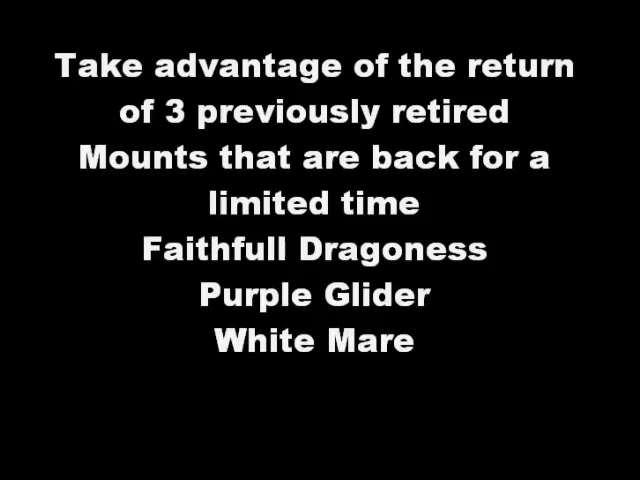 Take advantage of the return
of 3 previously retired
Mounts that are back for a
limited time
Faithfull Dragoness
Purple Glider
White Mare